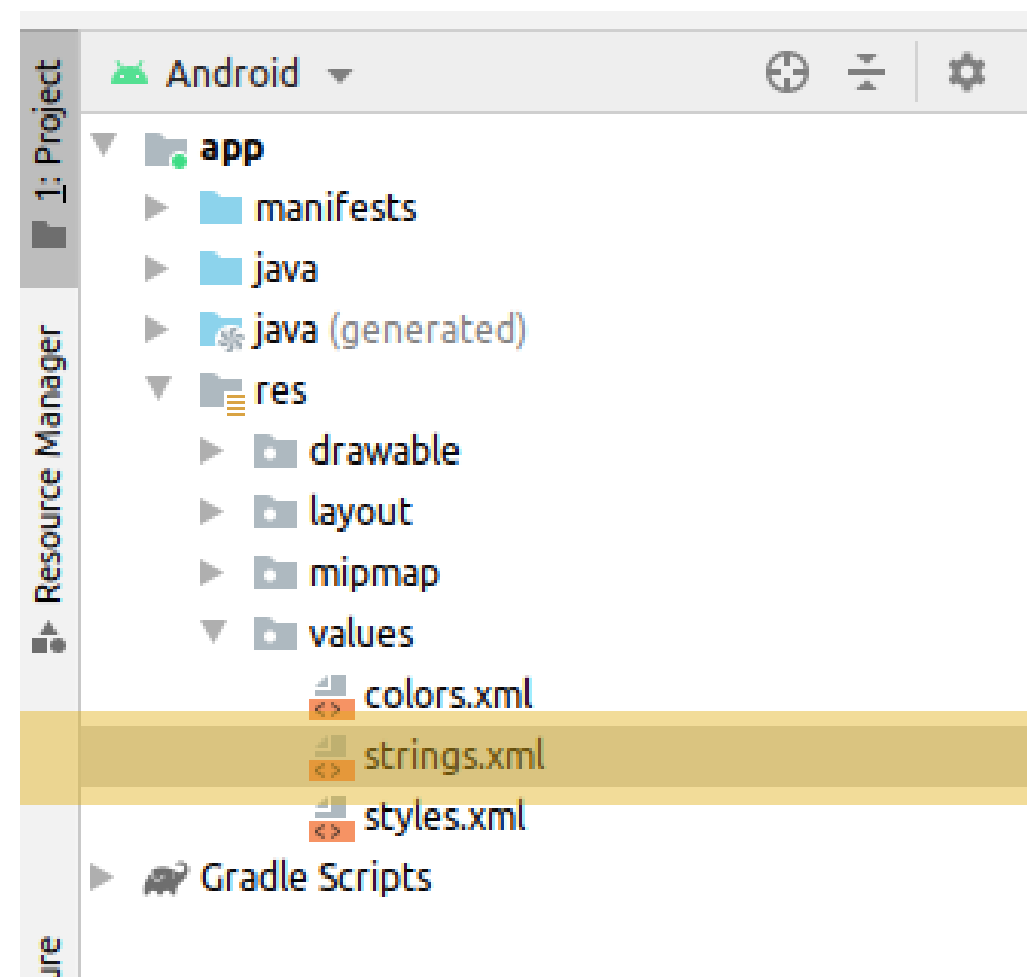 1: Project
Resource Manager
Android
app
manifests
java
java (generated)
res
drawable
layout
mipmap
values
colors.xml
strings.xml
styles.xml
Gradle Scripts